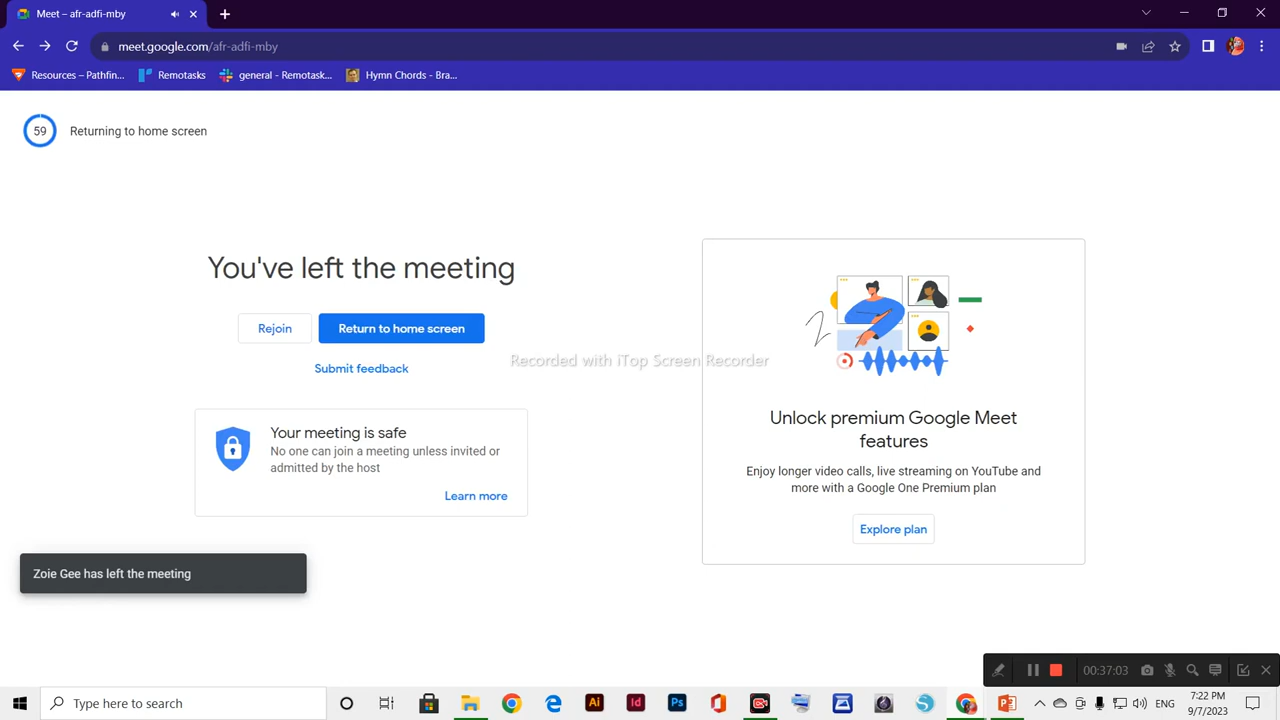 Meet – afr-adfi-mby
meet.google.com/afr-adfi-mby
Resources – Pathfin...
Remotasks
general - Remotask...
Hymn Chords - Bra...
59
Returning to home screen
You've left the meeting
Rejoin
Return to home screen
Submit feedback
Recorded with iTop Screen Recorder
Your meeting is safe
No one can join a meeting unless invited or
admitted by the host
Learn more
Unlock premium Google Meet
features
Enjoy longer video calls, live streaming on YouTube and
more with a Google One Premium plan
Explore plan
Zoie Gee has left the meeting
00:37:03
Type here to search
Ai
Id
Ps
ENG
7:22 PM
9/7/2023